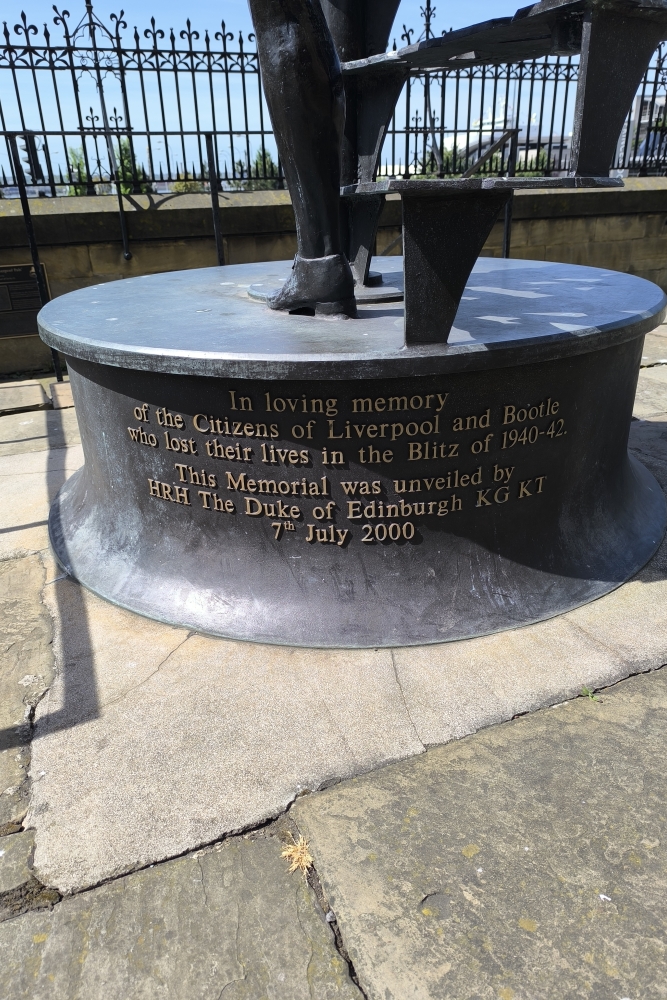 In loving memory
of the Citizens of Liverpool and Bootle
who lost their lives in the Blitz of 1940-42.
This Memorial was unveiled by
HRH The Duke of Edinburgh KG KT
7th July 2000